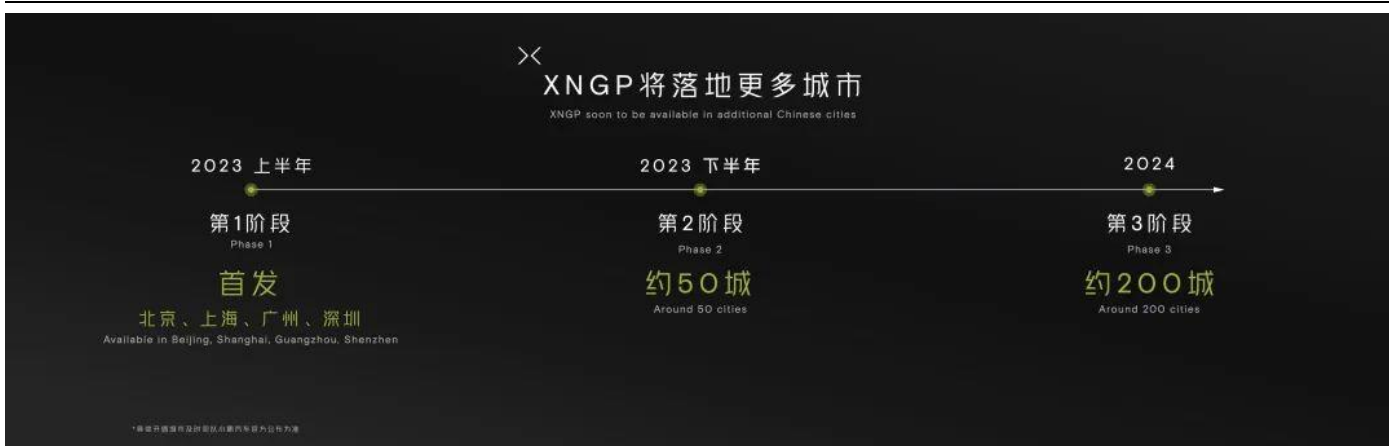 XNGP将落地更多城市
XNGP soon to be available in additional Chinese cities
2023 上半年
第1阶段
Phase 1
首发
北京、上海、广州、深圳
Available in Beijing, Shanghai, Guangzhou, Shenzhen
2023 下半年
第2阶段
Phase 2
约50城
Around 50 cities
2024
第3阶段
Phase 3
约200城
Around 200 cities